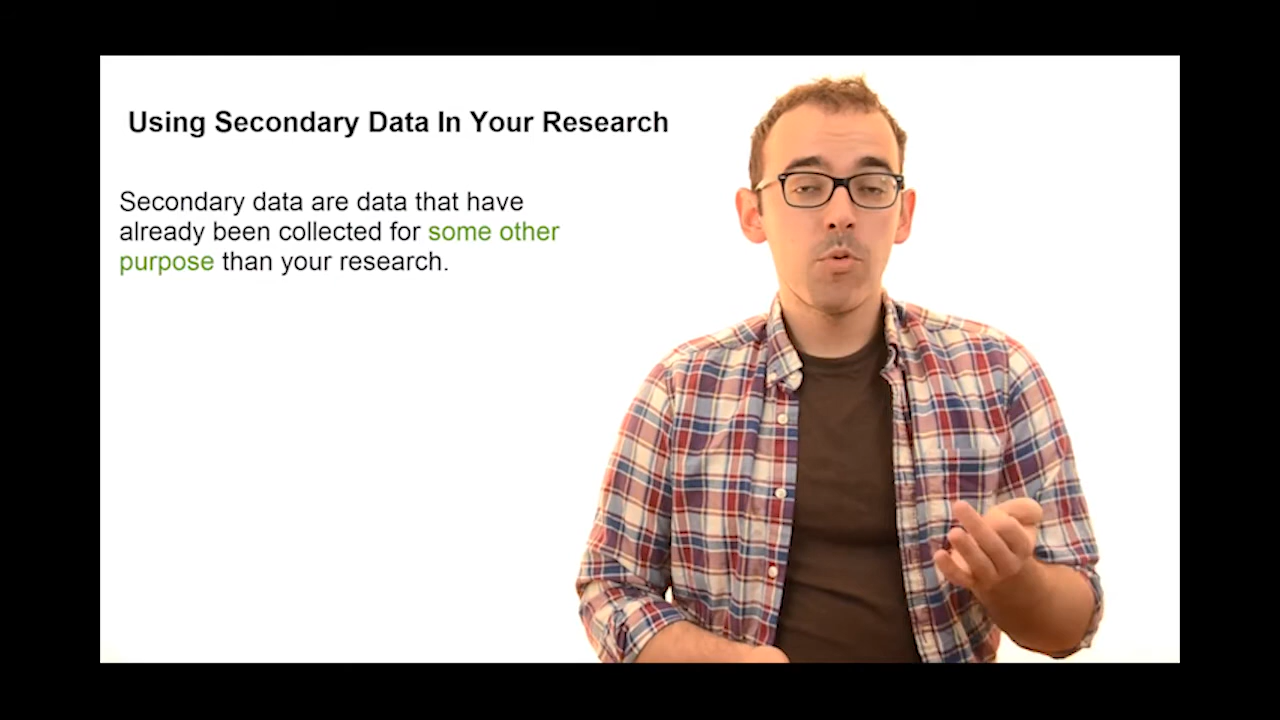 Using Secondary Data In Your Research
Secondary data are data that have
already been collected for some other
purpose than your research.